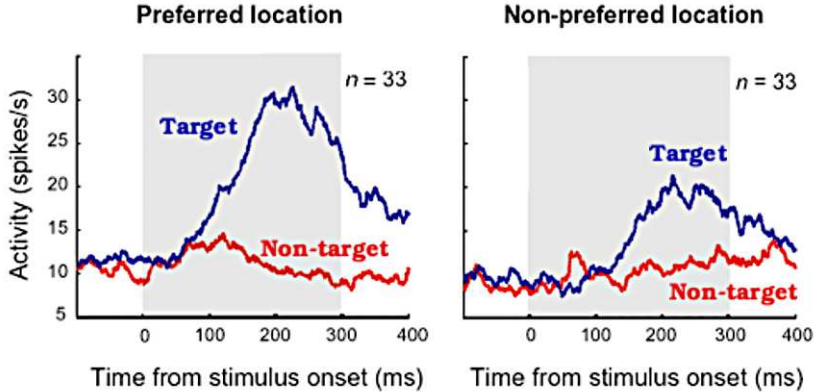 Preferred location
Non-preferred location
Activity (spikes/s)
30
25
20
15
10
5
n = 33
Target
Non-target
0
100
200
300
400
Time from stimulus onset (ms)
n = 33
Target
Non-target
0
100
200
300
400
Time from stimulus onset (ms)